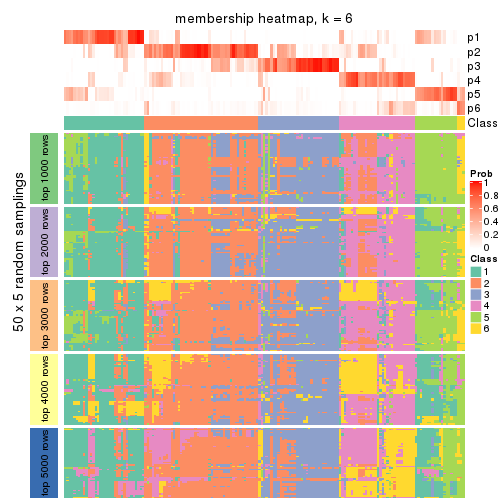 membership heatmap, k = 6
p1
p2
p3
p4
p5
p6
Class
50 x 5 random samplings
top 1000 rows
top 2000 rows
top 3000 rows
top 4000 rows
top 5000 rows
Prob
1
0.8
0.6
0.4
0.2
0
Class
1
2
3
4
5
6